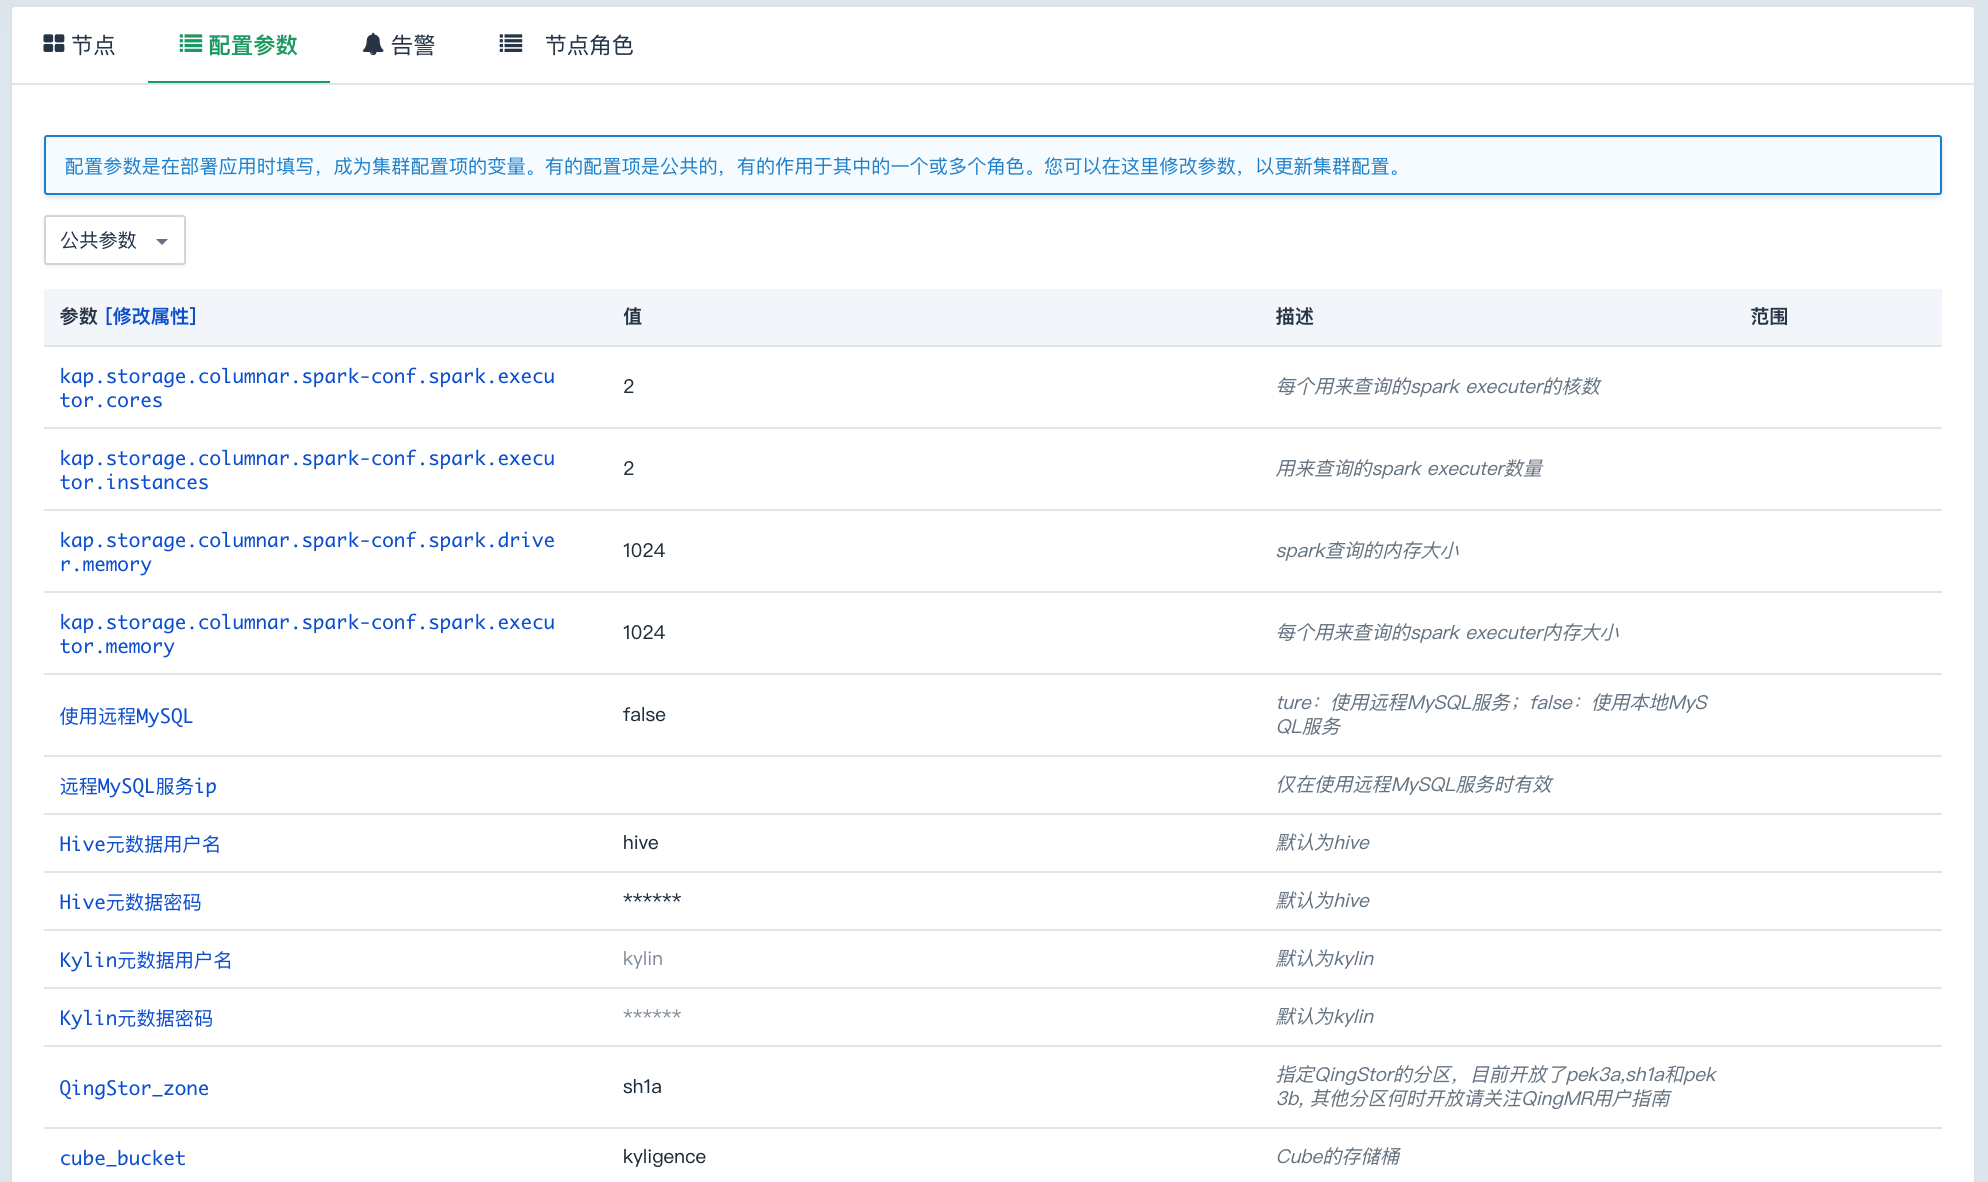 节点 配置参数 告警 节点角色
配置参数是在部署应用时填写，成为集群配置项的变量。有的配置项是公共的，有的作用于其中的一个或多个角色。您可以在这里修改参数，以更新集群配置。
公共参数
参数 [修改属性] 值 描述 范围
kap.storage.columnar.spark-conf.spark.execu
tor.cores
2
每个用来查询的spark executer的核数
kap.storage.columnar.spark-conf.spark.execu
tor.instances
2
用来查询的spark executer数量
kap.storage.columnar.spark-conf.spark.drive
r.memory
1024
spark查询的内存大小
kap.storage.columnar.spark-conf.spark.execu
tor.memory
1024
每个用来查询的spark executer内存大小
使用远程MySQL
false
ture：使用远程MySQL服务；false：使用本地MyS
QL服务
远程MySQL服务ip
仅在使用远程MySQL服务时有效
Hive元数据用户名 hive 默认为hive
Hive元数据密码 ****** 默认为hive
Kylin元数据用户名 kylin 默认为kylin
Kylin元数据密码 ****** 默认为kylin
QingStor_zone
sh1a
指定QingStor的分区，目前开放了pek3a,sh1a和pek
3b, 其他分区何时开放请关注QingMR用户指南
cube_bucket kyligence Cube的存储桶